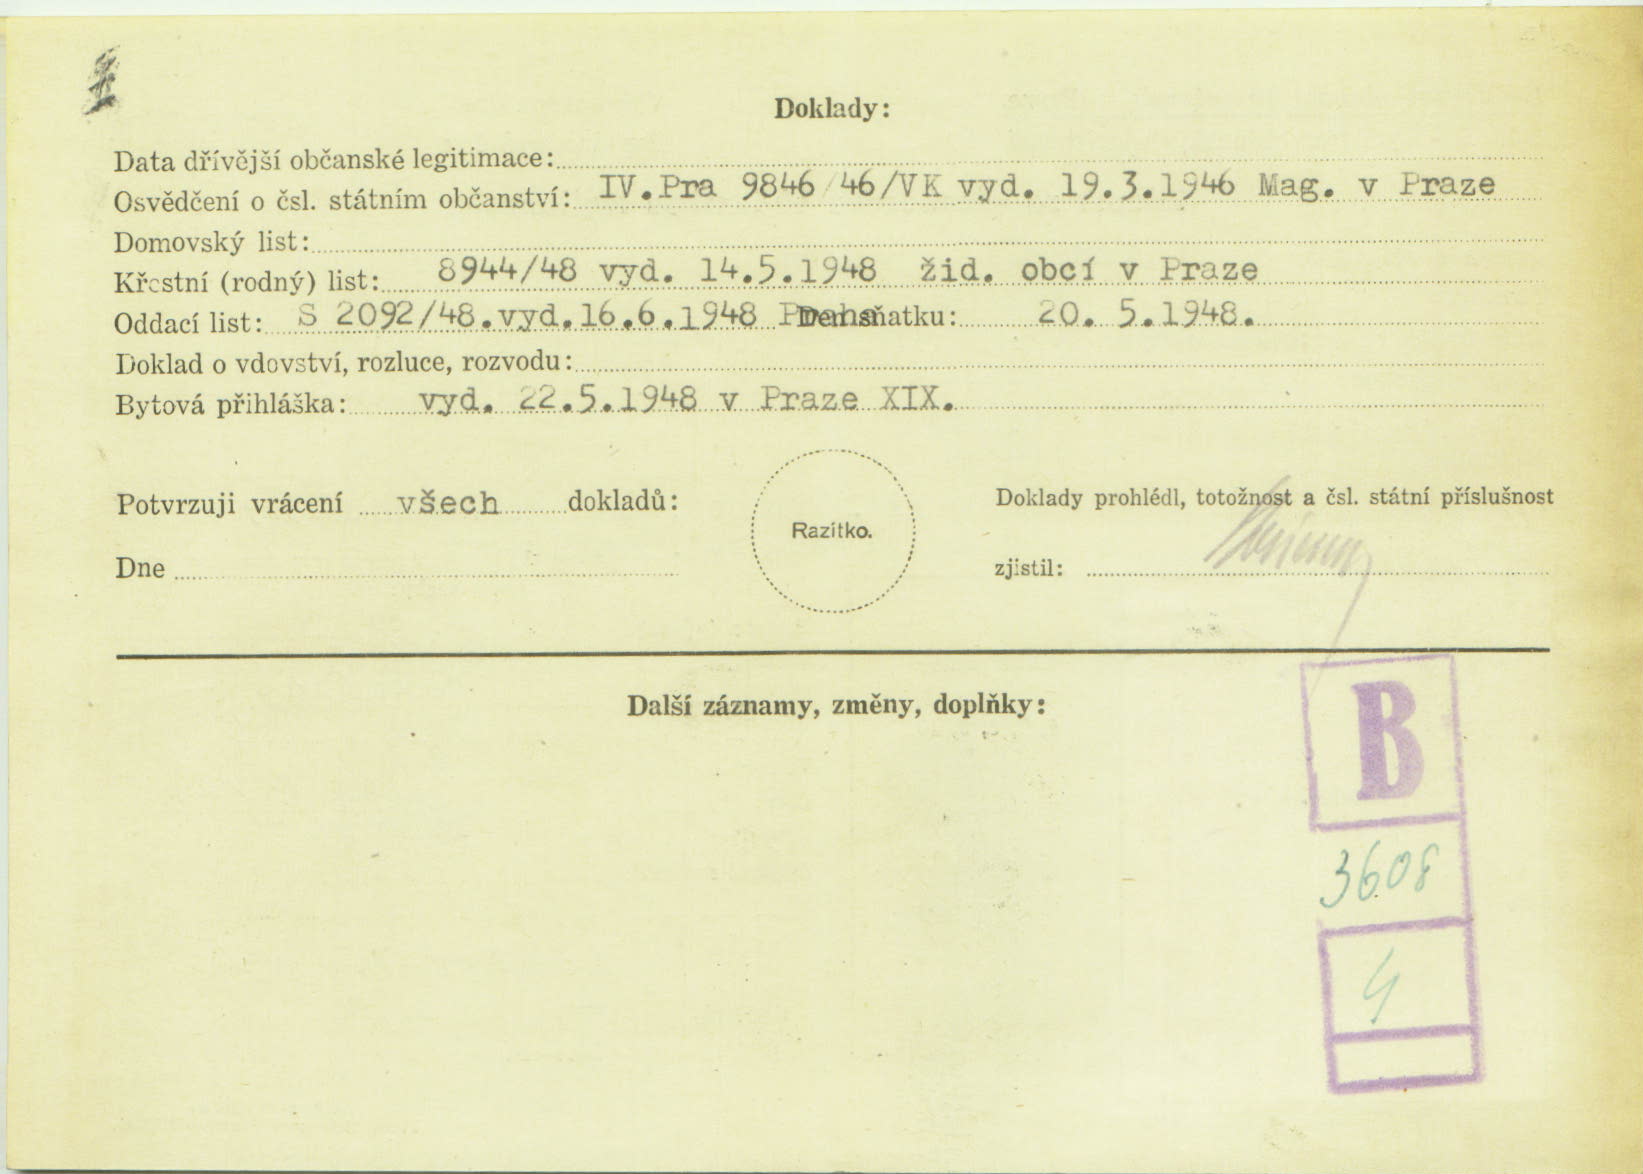 Doklady:
Data dřívější občanské legitimace:
Osvědčení o čsl. státním občanství: IV.Pra 9846/46/VK vyd. 19.3.1946 Mag. v Praze
Domovský list:
Křestní (rodný) list: 8944/48 vyd. 14.5.1948 žid. obcí v Praze
Oddací list: S 2092/48.vyd.16.6.1948 Praha Den sňatku: 20. 5.1948.
Doklad o vdovství, rozluce, rozvodu:
Bytová přihláška: vyd. 22.5.1948 v Praze XIX.
Potvrzuji vrácení všech dokladů:
Dne
Razítko.
Doklady prohlédl, totožnost a čsl. státní příslušnost
zjistil:
Další záznamy, změny, doplňky:
B
3608
4